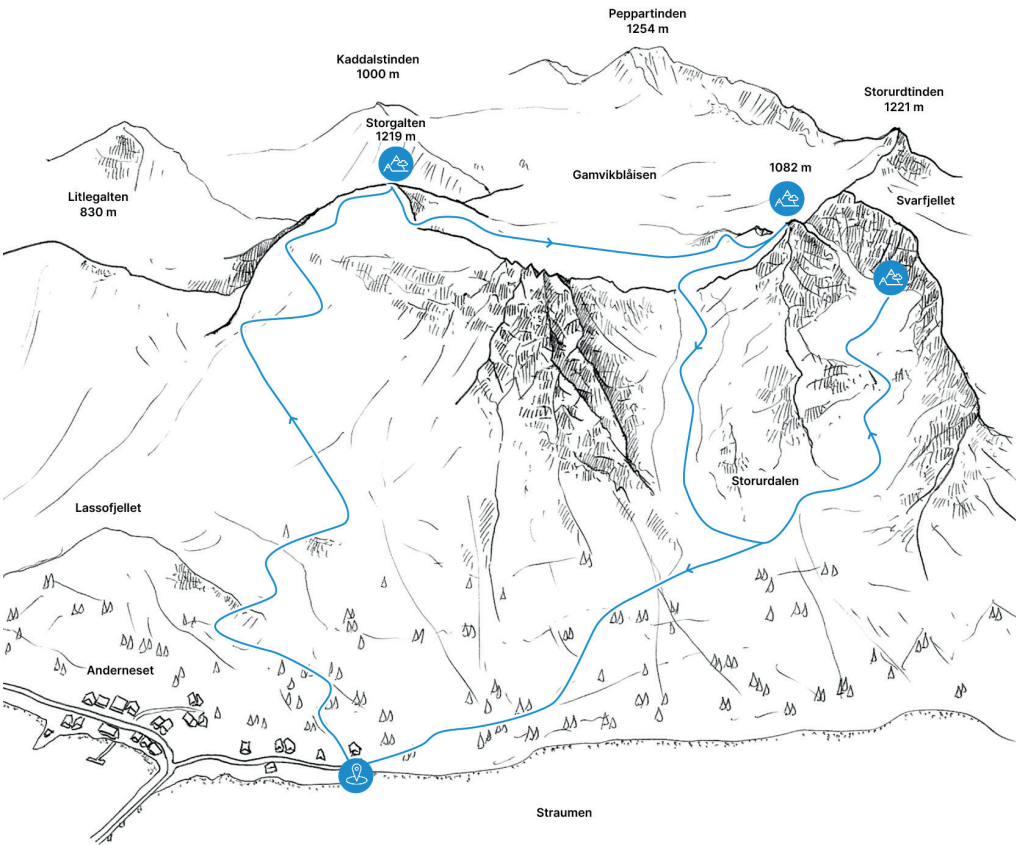 Peppartinden
1254 m
Kaddalstinden
1000 m
Storurdtinden
1221 m
Storgalten
1219 m
1082 m
Gamvikblåisen
Litlegalten
830 m
Svarfjellet
Storurdalen
Lassofjellet
Anderneset
Straumen